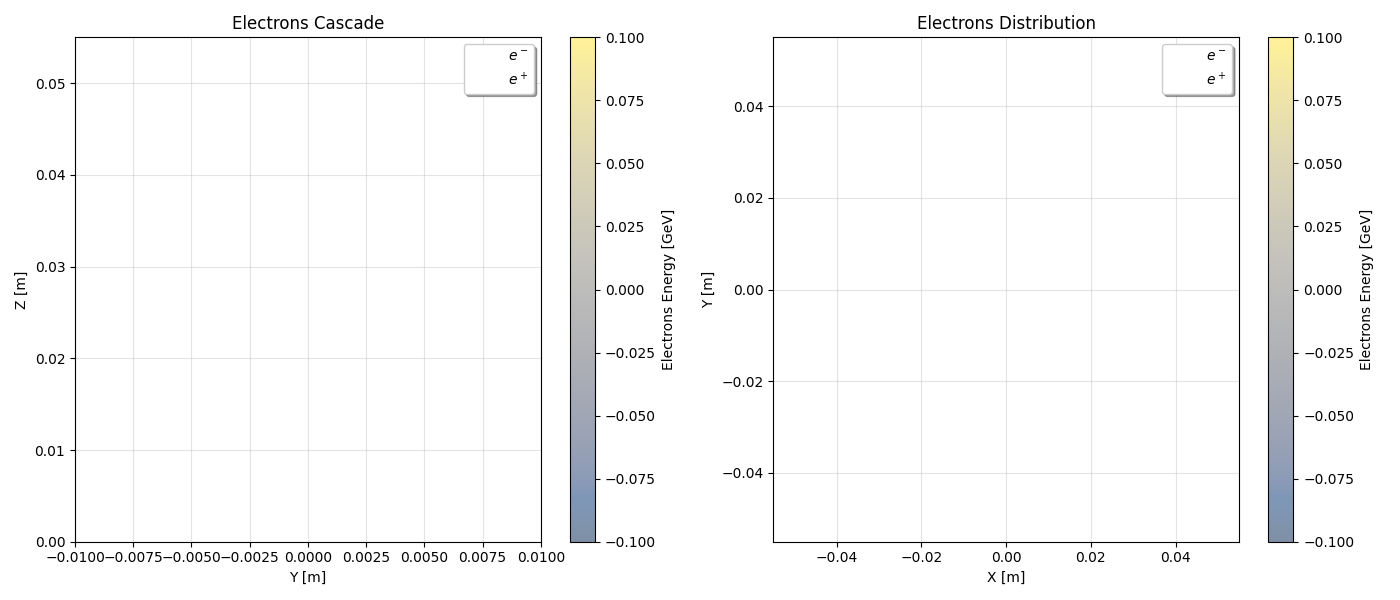 Electrons Cascade
e⁻
e⁺
0.05
0.04
0.03
0.02
0.01
0.00
Z [m]
−0.0100 −0.0075 −0.0050 −0.0025 0.0000 0.0025 0.0050 0.0075 0.0100
Y [m]
0.100
0.075
0.050
0.025
0.000
−0.025
−0.050
−0.075
−0.100
Electrons Energy [GeV]
Electrons Distribution
e⁻
e⁺
0.04
0.02
0.00
−0.02
−0.04
Y [m]
−0.04 −0.02 0.00 0.02 0.04
X [m]
0.100
0.075
0.050
0.025
0.000
−0.025
−0.050
−0.075
−0.100
Electrons Energy [GeV]